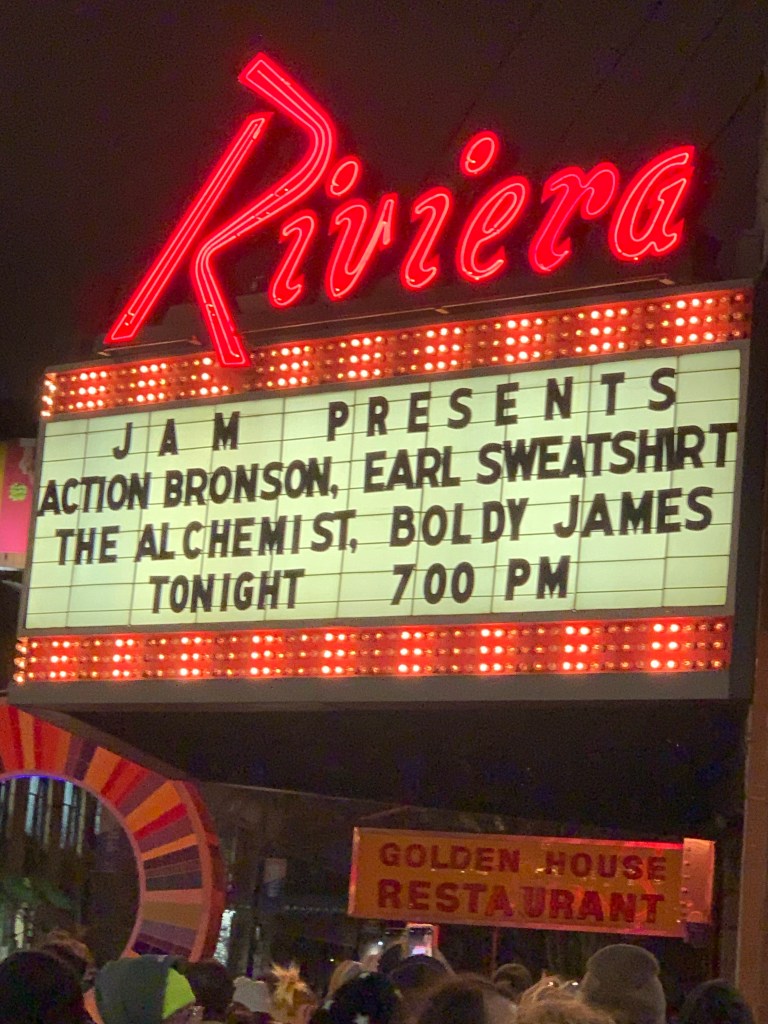 Riviera
JAM PRESENTS
ACTION BRONSON, EARL SWEATSHIRT
THE ALCHEMIST, BOLDY JAMES
TONIGHT 700 PM
GOLDEN HOUSE
RESTAURANT